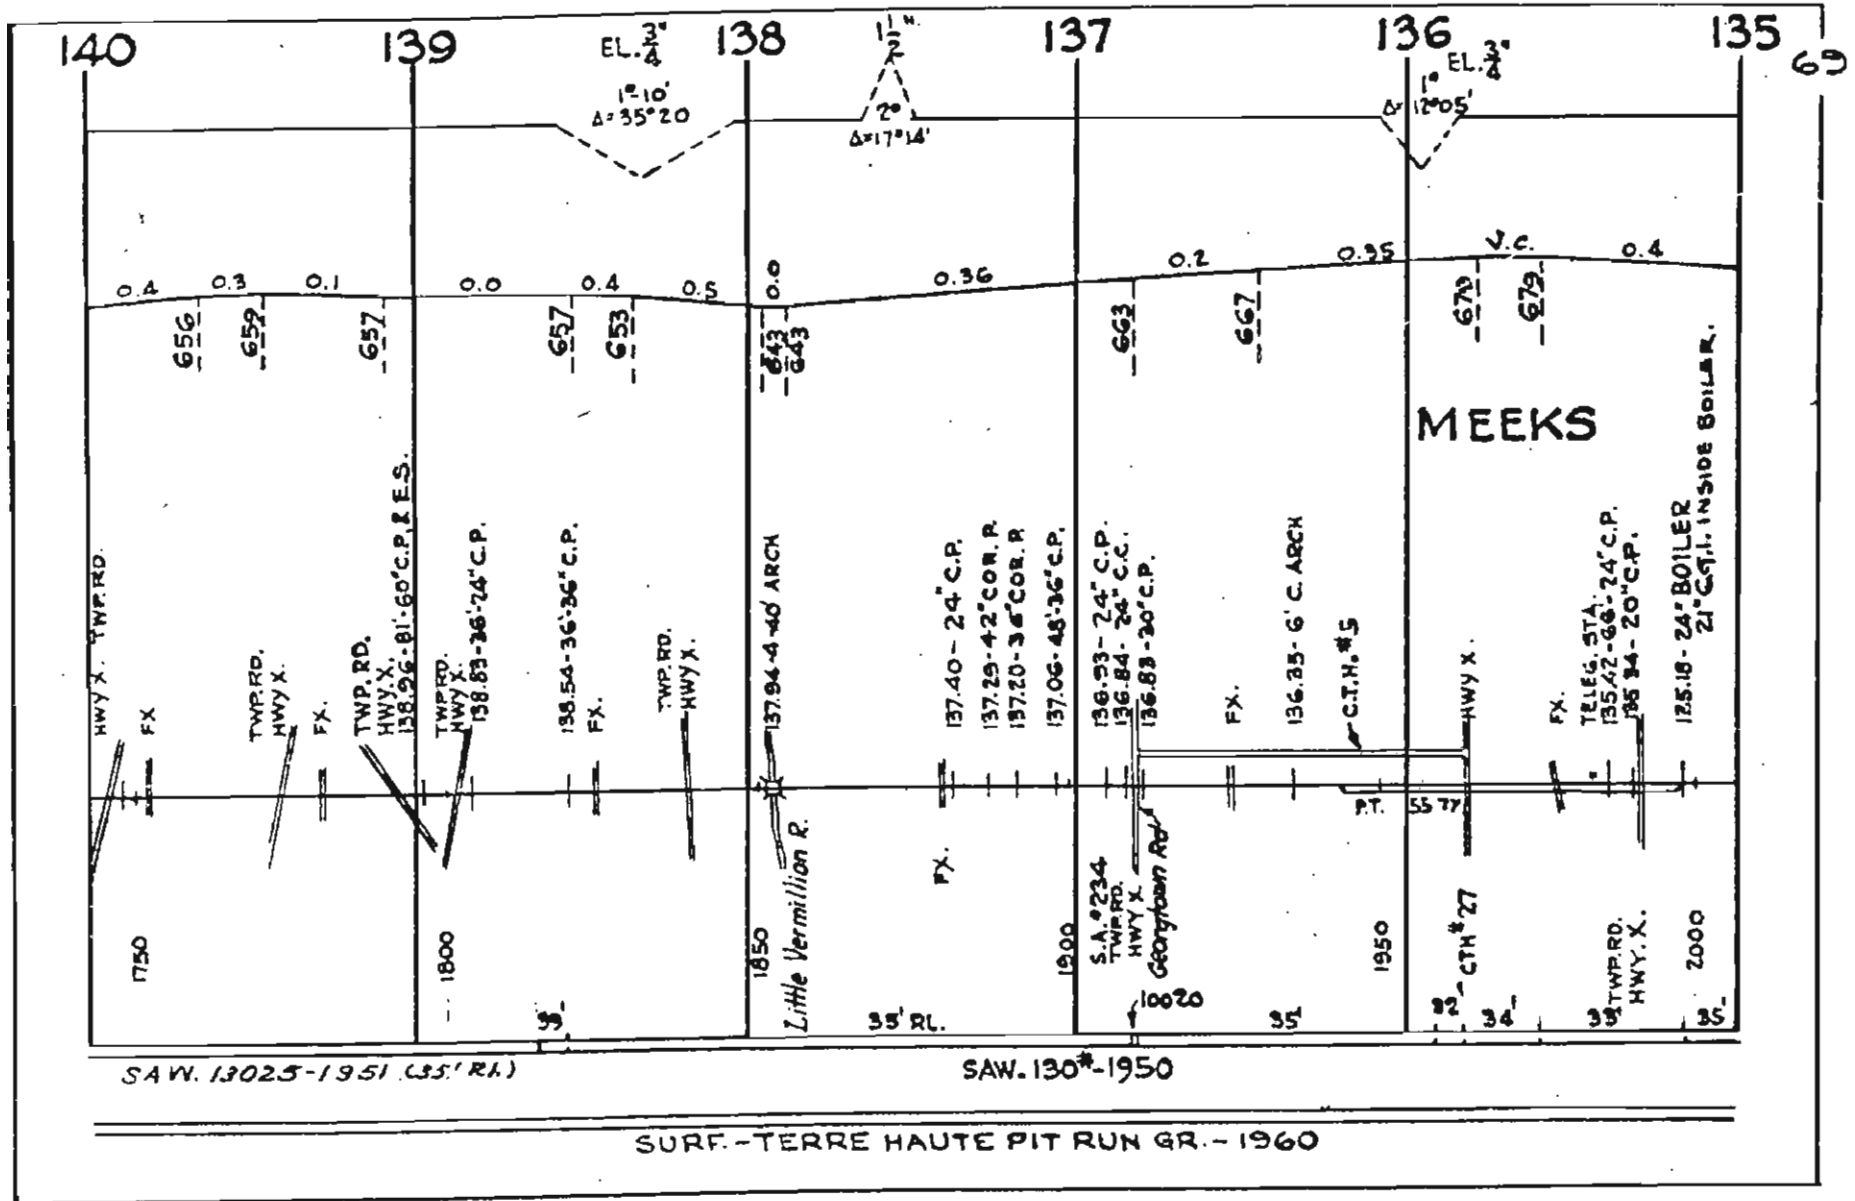 140
139
EL. 3/4"
138
1 1/2".
137
136
EL. 3/4"
135
69
1°-10'
Δ=35°20
2°
Δ=17°14'
1°
Δ=12°05'
0.4
0.3
0.1
0.0
0.4
0.5
0.0
0.36
0.2
0.35
V.C.
0.4
656
659
657
657
653
643
643
663
667
679
MEEKS
HWY X. TWP.RD.
FX
TWP.RD.
HWY X.
FX.
TWP. RD.
HWY.X.
138.96-81'-60"C.P. & E.S.
TWP.RD.
HWY X.
138.83-36'-24"C.P.
138.54-36'-36"C.P.
FX.
TWP.RD.
HWY X.
137.94-4-40' ARCH
137.40-24"C.P.
137.29-42"COR.P.
137.20-36"COR.P.
137.06-48'-36"C.P.
136.93-24"C.P.
136.84-24"C.C.
136.83-30"C.P.
FX.
136.35-6'C.ARCH
C.T.H.#5
HWY X.
FX.
TELEG. STA.
135.42-66-24"C.P.
135.34-20"C.P.
24"BOILER
21"C.I. INSIDE BOILER.
P.T.
5577
FX.
Little Vermillion R.
S.A.#234
TWP.RD.
HWY X
Georgtown Rd
CTH#27
TWP.RD.
HWY.X.
1750
1800
1850
1900
1950
2000
10020
39'
33' RL.
35'
32'
34'
33'
35'
SAW. 13025-1951 (35' RL)
SAW. 130#-1950
SURF.-TERRE HAUTE PIT RUN GR.-1960